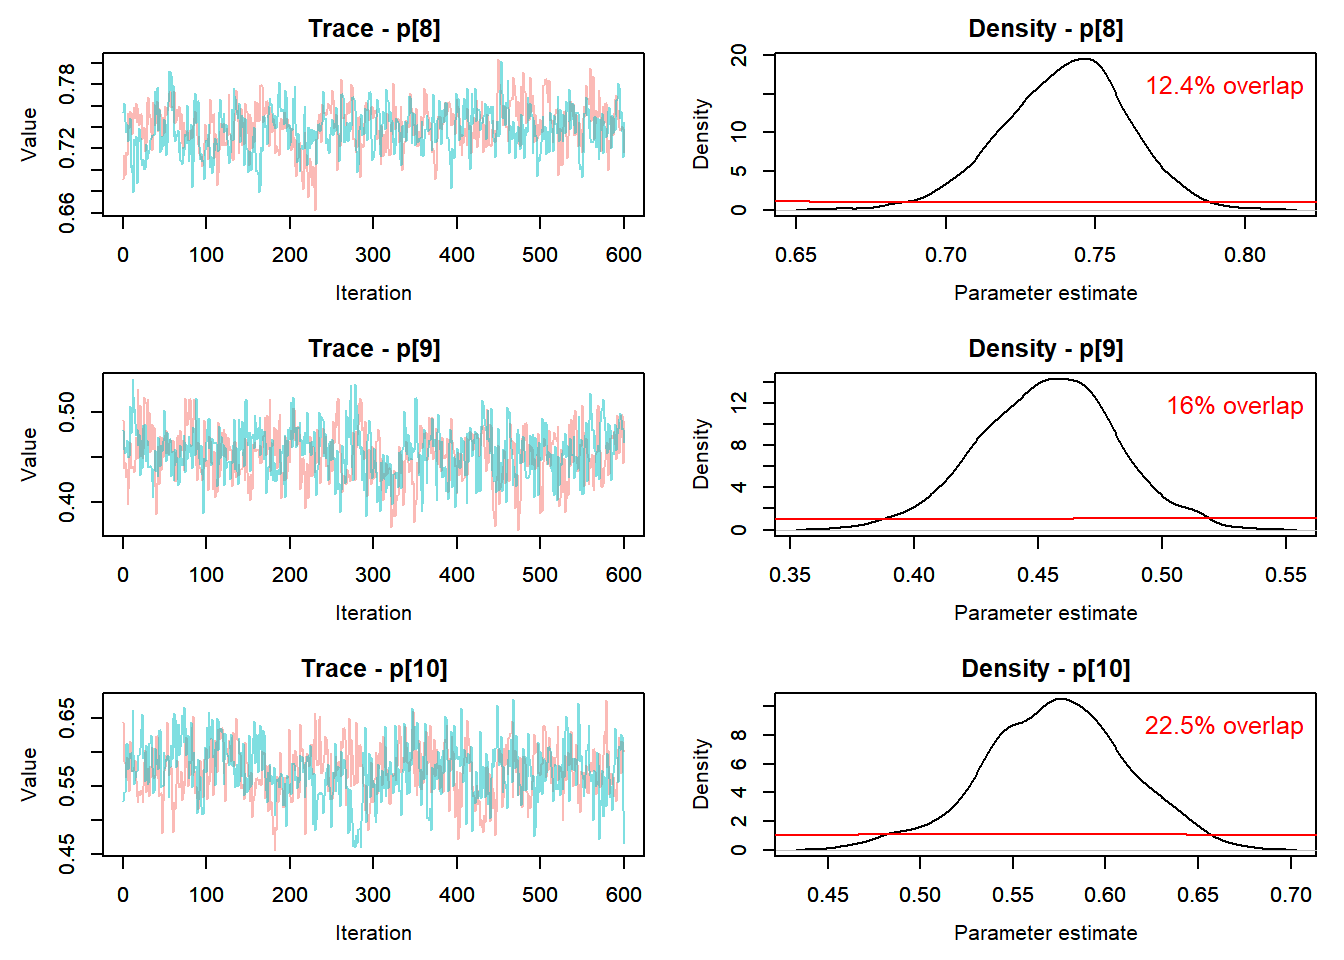 Trace - p[8]
Value
0.66
0.72
0.78
0 100 200 300 400 500 600
Iteration
Density - p[8]
12.4% overlap
Density
0
5
10
20
0.65 0.70 0.75 0.80
Parameter estimate
Trace - p[9]
Value
0.40
0.50
0 100 200 300 400 500 600
Iteration
Density - p[9]
16% overlap
Density
0
4
8
12
0.35 0.40 0.45 0.50 0.55
Parameter estimate
Trace - p[10]
Value
0.45
0.55
0.65
0 100 200 300 400 500 600
Iteration
Density - p[10]
22.5% overlap
Density
0
2
4
6
8
0.45 0.50 0.55 0.60 0.65 0.70
Parameter estimate